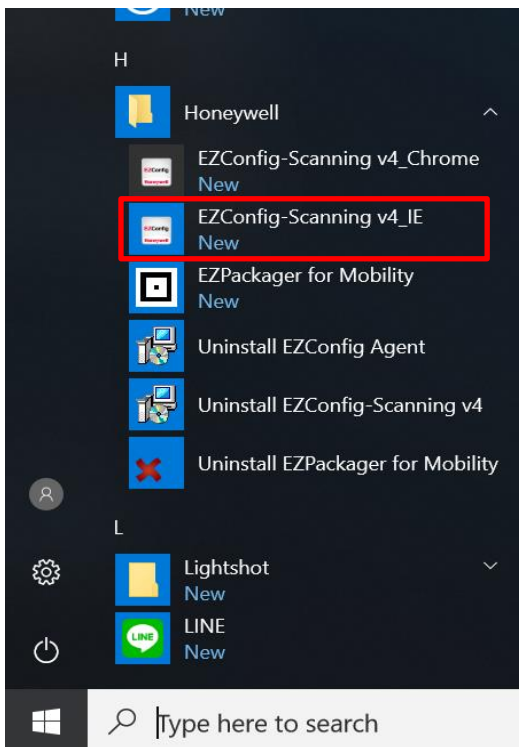 New
H
Honeywell
EZConfig-Scanning v4_Chrome
New
EZConfig-Scanning v4_IE
New
EZPackager for Mobility
New
Uninstall EZConfig Agent
Uninstall EZConfig-Scanning v4
Uninstall EZPackager for Mobility
L
Lightshot
New
LINE
LINE
New
Type here to search